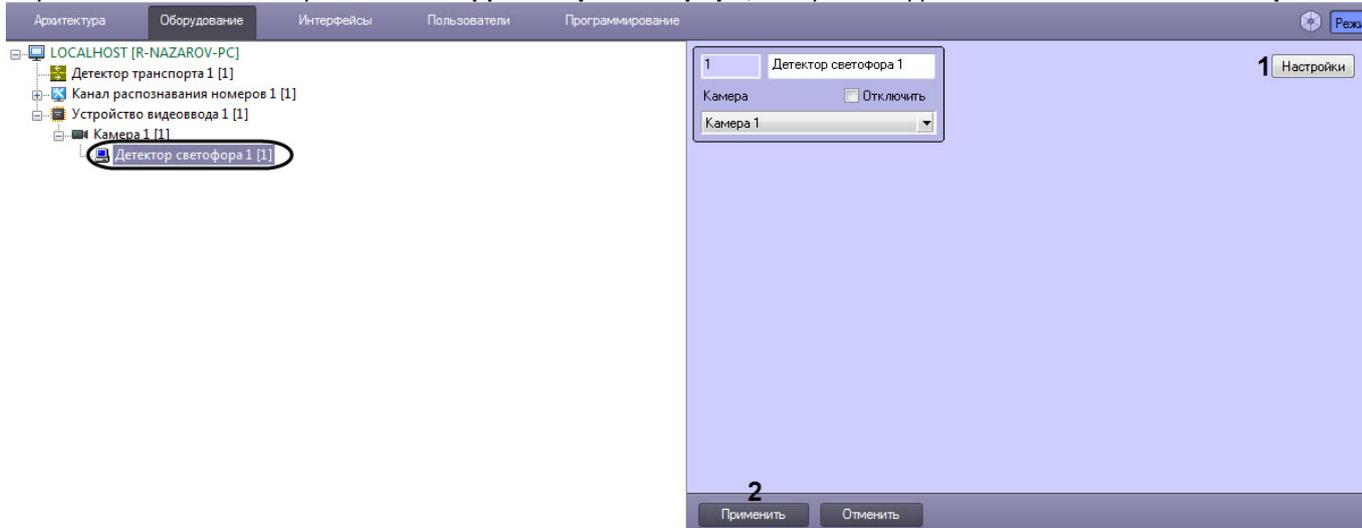 Архитектура Оборудование Интерфейсы Пользователи Программирование
LOCALHOST [R-NAZAROV-PC]
Детектор транспорта 1 [1]
Канал распознавания номеров 1 [1]
Устройство видеоввода 1 [1]
Камера 1 [1]
Детектор светофора 1 [1]
1 Детектор светофора 1
Камера Отключить
Камера 1
1 Настройки
2
Применить Отменить